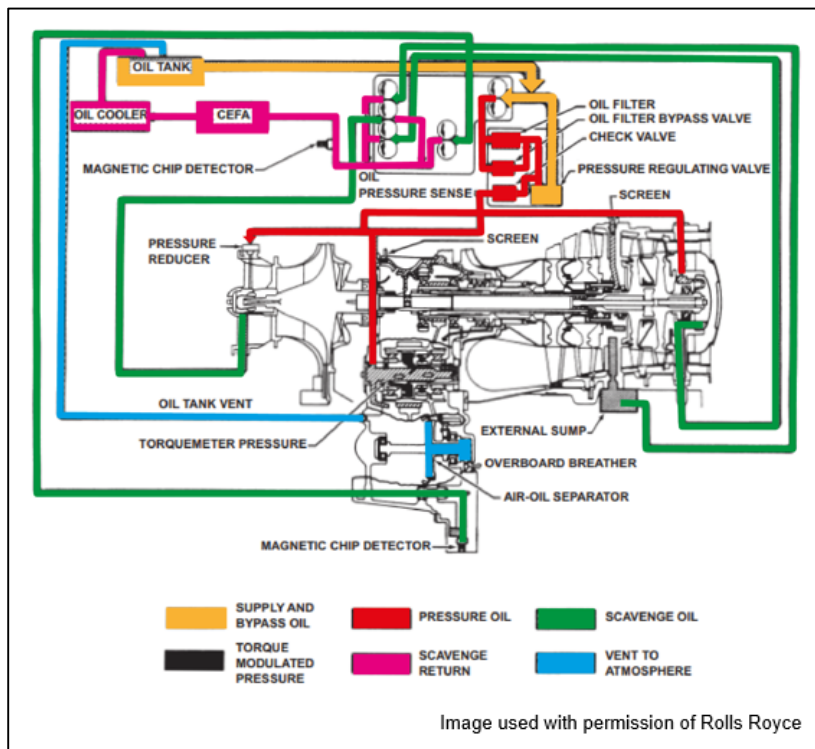 OIL TANK
OIL COOLER
CEFA
MAGNETIC CHIP DETECTOR
OIL
PRESSURE SENSE
OIL FILTER
OIL FILTER BYPASS VALVE
CHECK VALVE
PRESSURE REGULATING VALVE
SCREEN
PRESSURE
REDUCER
SCREEN
OIL TANK VENT
TORQUEMETER PRESSURE
EXTERNAL SUMP
OVERBOARD BREATHER
AIR-OIL SEPARATOR
MAGNETIC CHIP DETECTOR
SUPPLY AND
BYPASS OIL
PRESSURE OIL
SCAVENGE OIL
TORQUE
MODULATED
PRESSURE
SCAVENGE
RETURN
VENT TO
ATMOSPHERE
Image used with permission of Rolls Royce